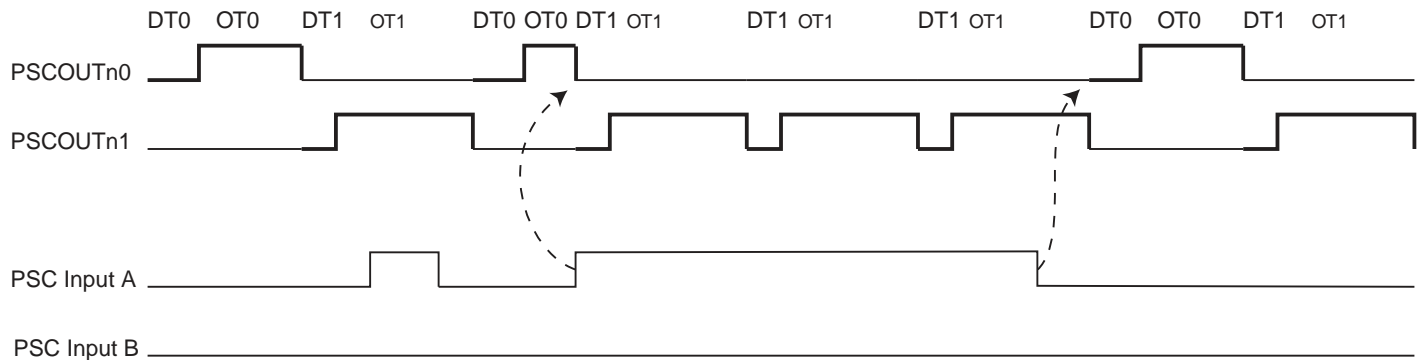 DT0 OT0 DT1 OT1 DT0 OT0 DT1 OT1 DT1 OT1 DT1 OT1 DT0 OT0 DT1 OT1
PSCOUTn0
PSCOUTn1
PSC Input A
PSC Input B